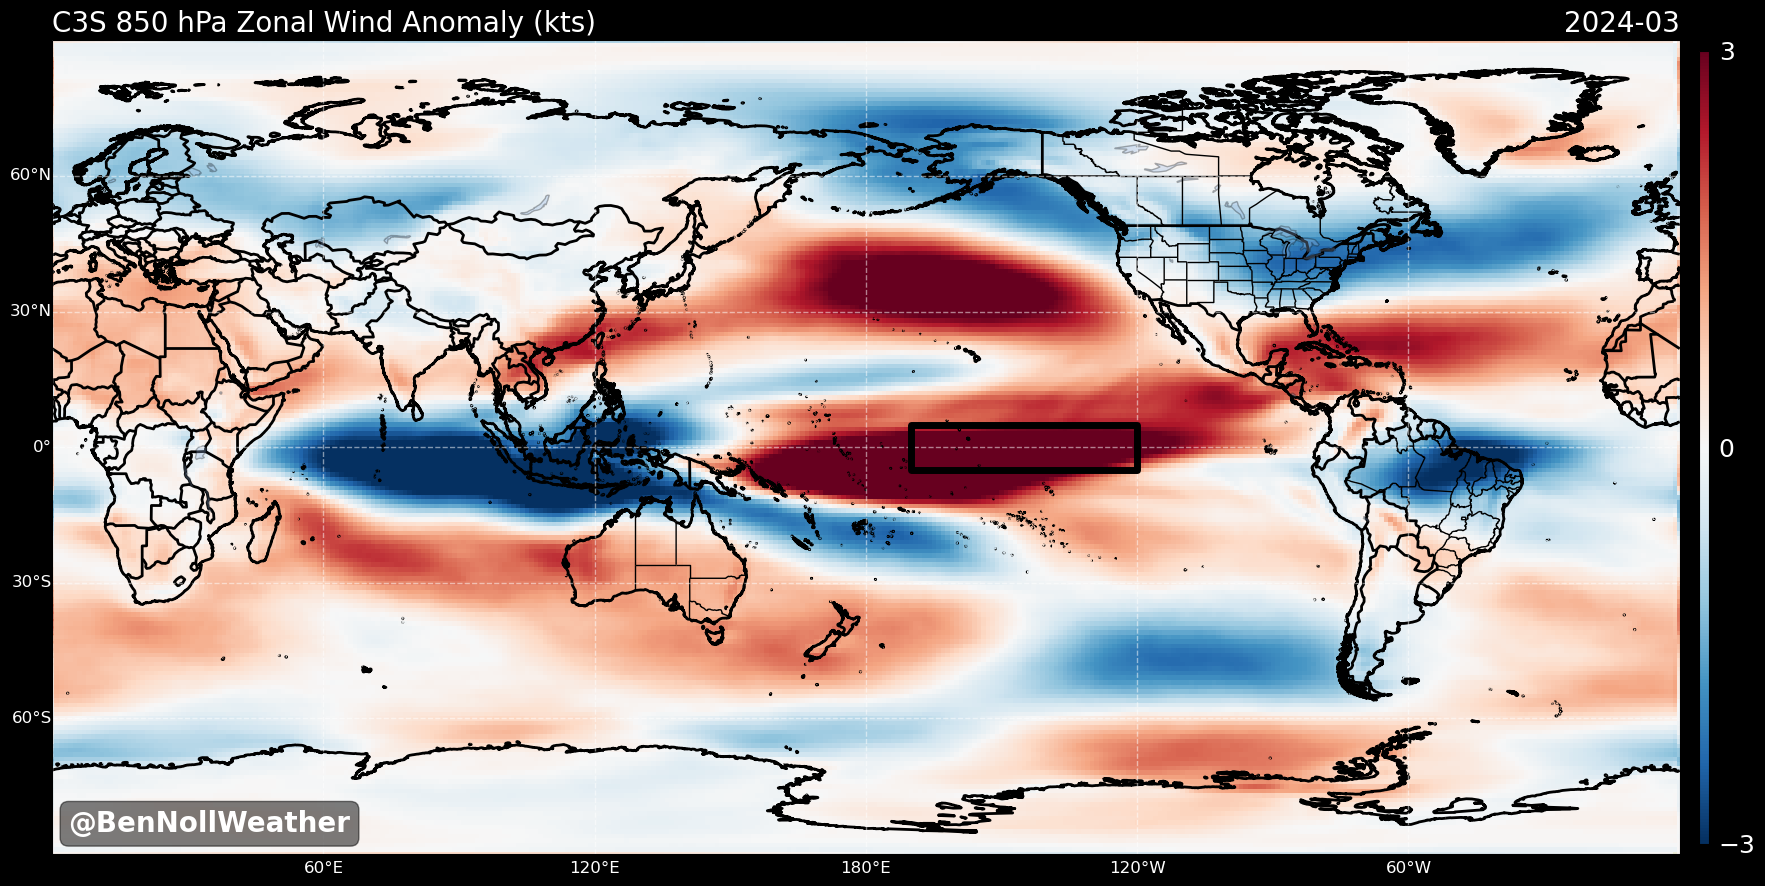 C3S 850 hPa Zonal Wind Anomaly (kts)
2024-03
3
0
−3
60°N
30°N
0°
30°S
60°S
60°E
120°E
180°E
120°W
60°W
@BenNollWeather